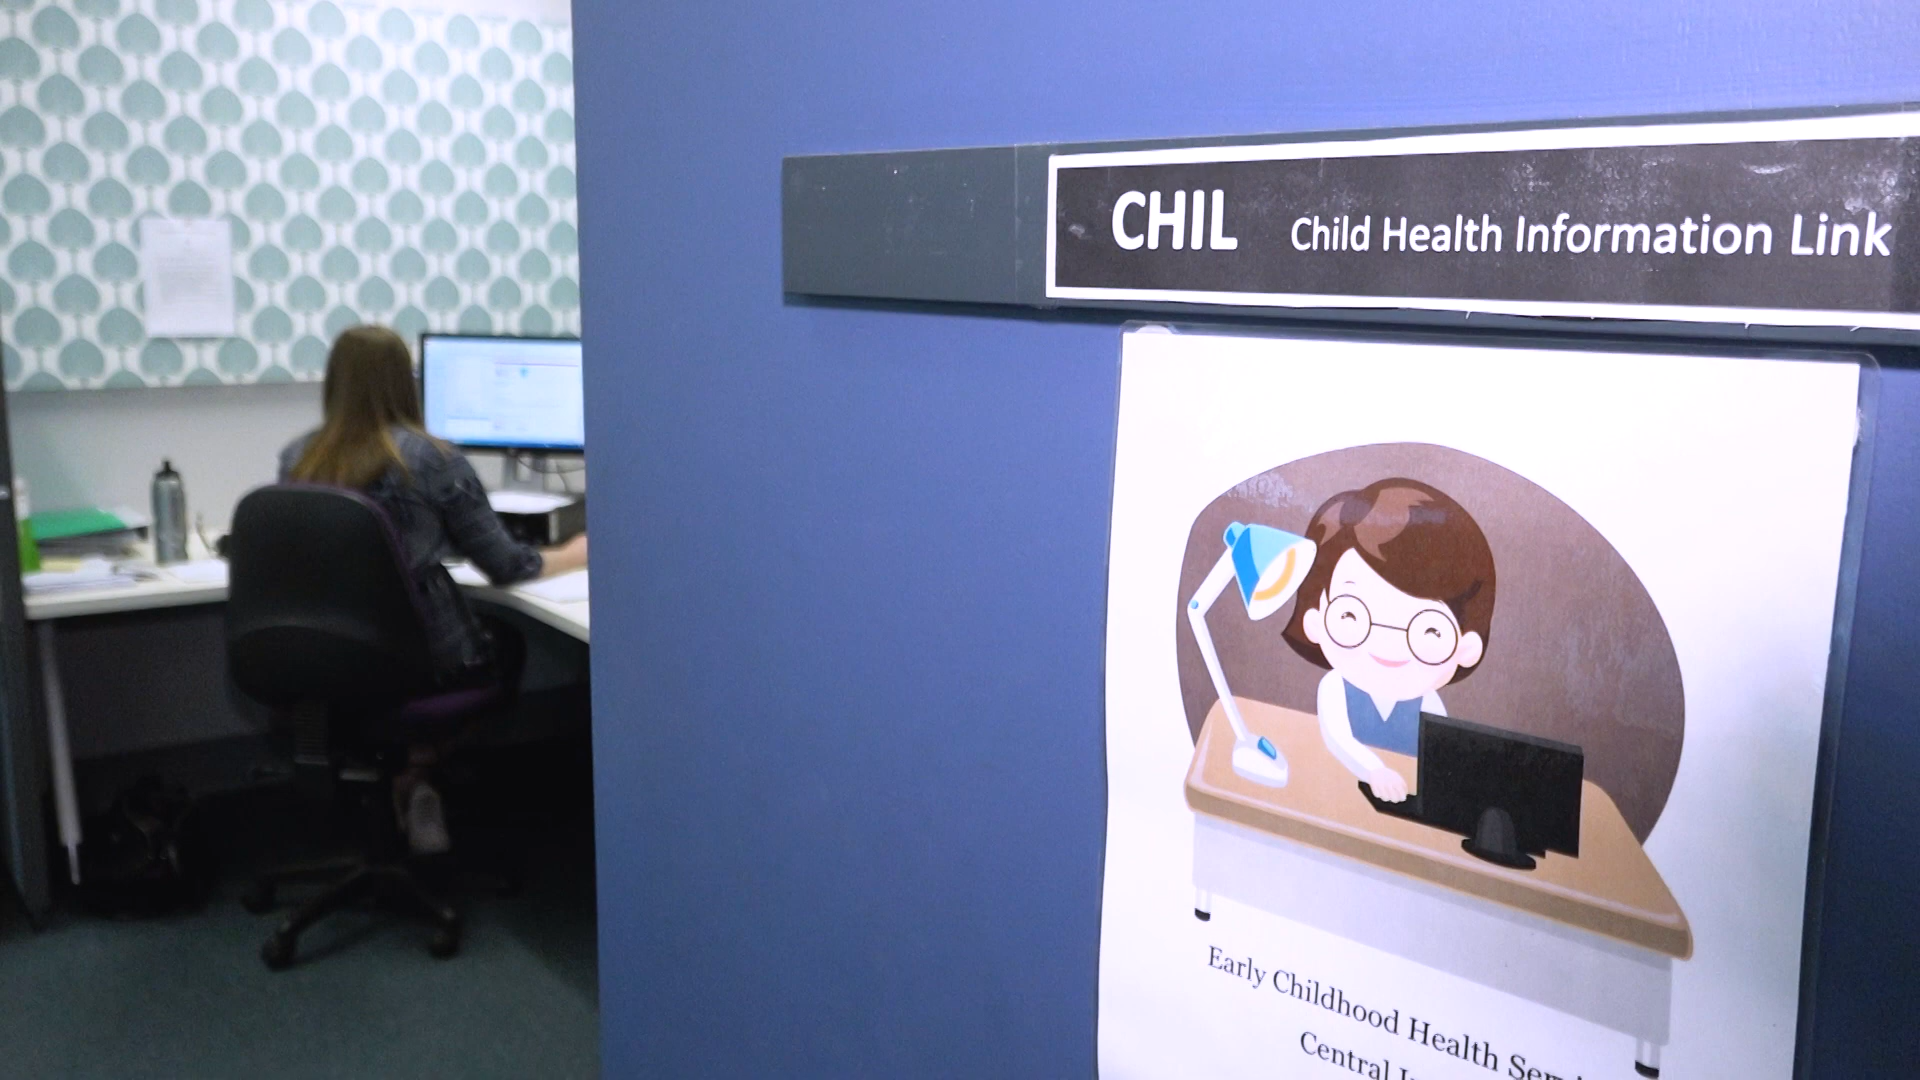 CHIL Child Health Information Link
Early Childhood Health
Central